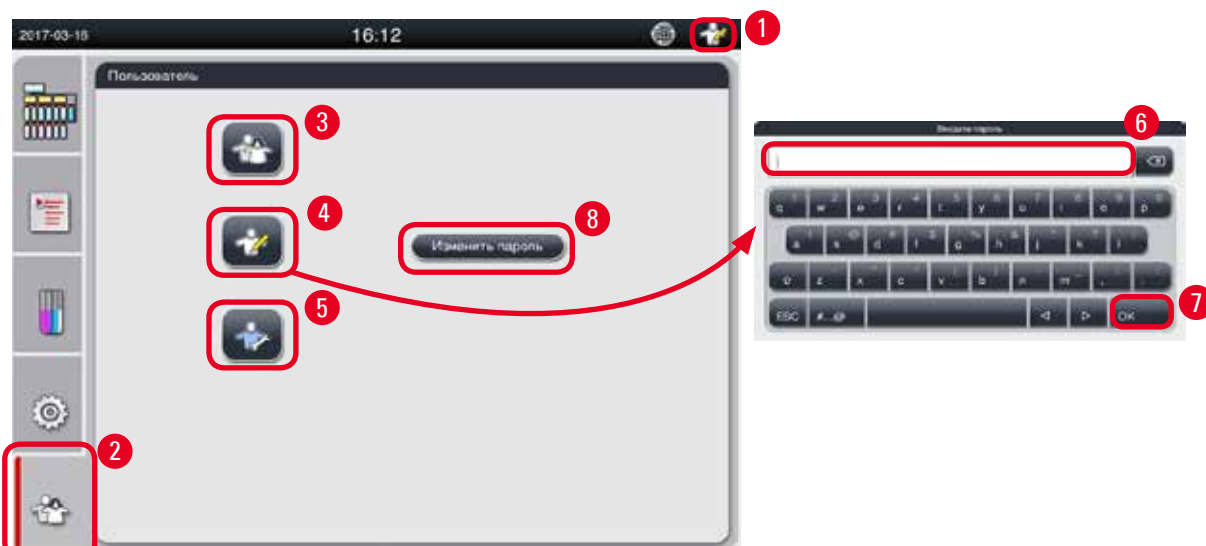 2017-03-16
16:12
1
Пользователь
3
4
5
Изменить пароль
8
2
Введите пароль
6
q w e r t y u i o p
a s d f g h j k l
z x c v b n m
ESC #...@ OK
7